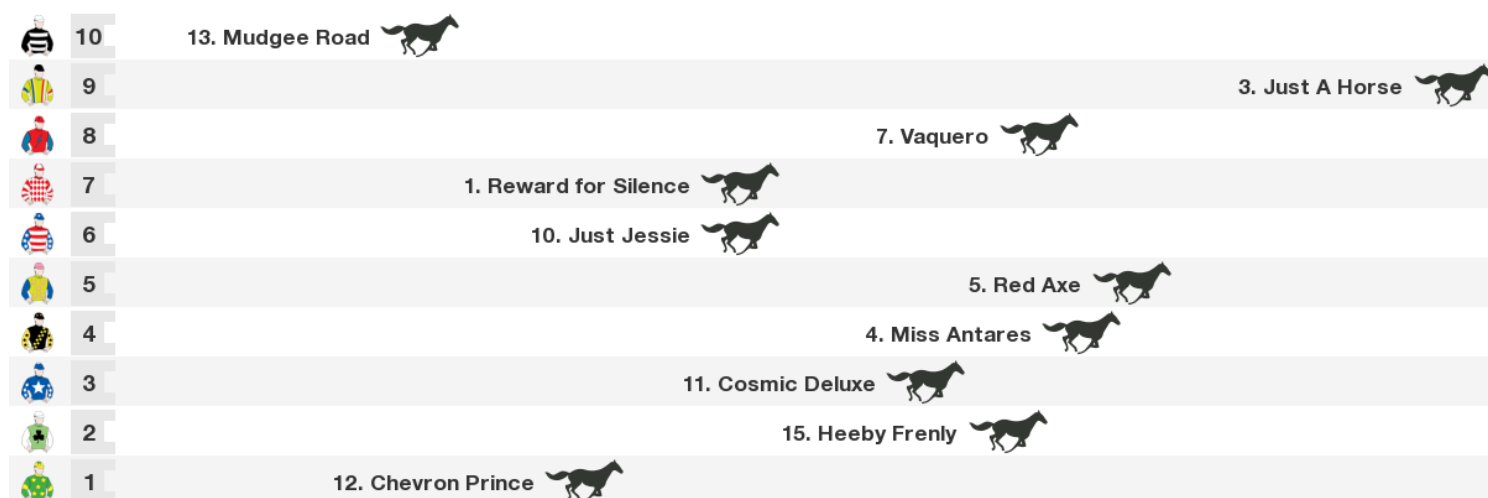 10 13. Mudgee Road
9 3. Just A Horse
8 7. Vaquero
7 1. Reward for Silence
6 10. Just Jessie
5 5. Red Axe
4 4. Miss Antares
3 11. Cosmic Deluxe
2 15. Heeby Frenly
1 12. Chevron Prince